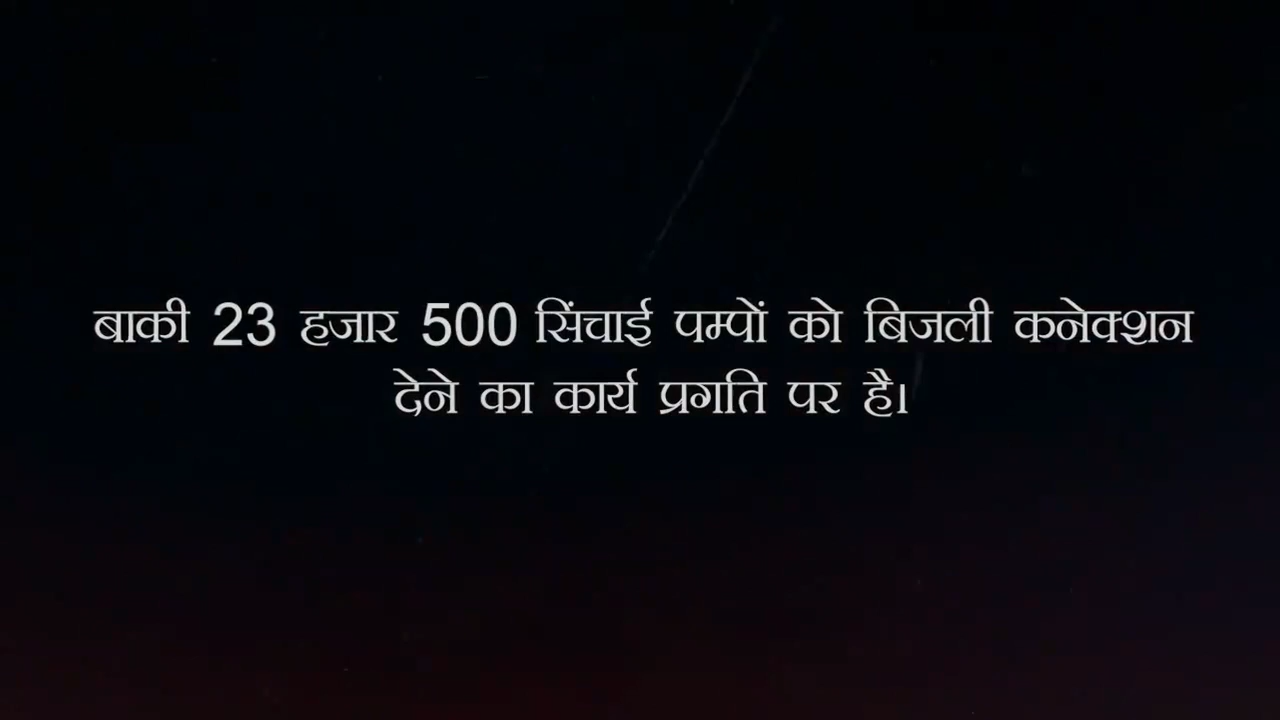 बाकी 23 हजार 500 सिंचाई पम्पों को बिजली कनेक्शन
देने का कार्य प्रगति पर है।